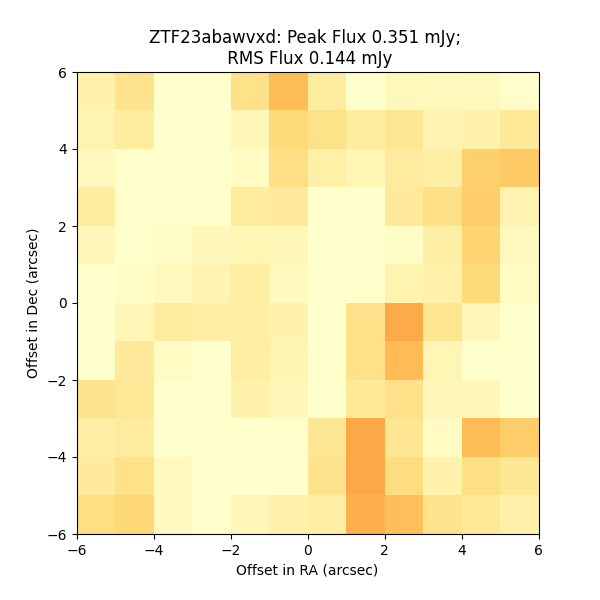 ZTF23abawvxd: Peak Flux 0.351 mJy;
RMS Flux 0.144 mJy
6
4
2
0
−2
−4
−6
Offset in Dec (arcsec)
−6 −4 −2 0 2 4 6
Offset in RA (arcsec)